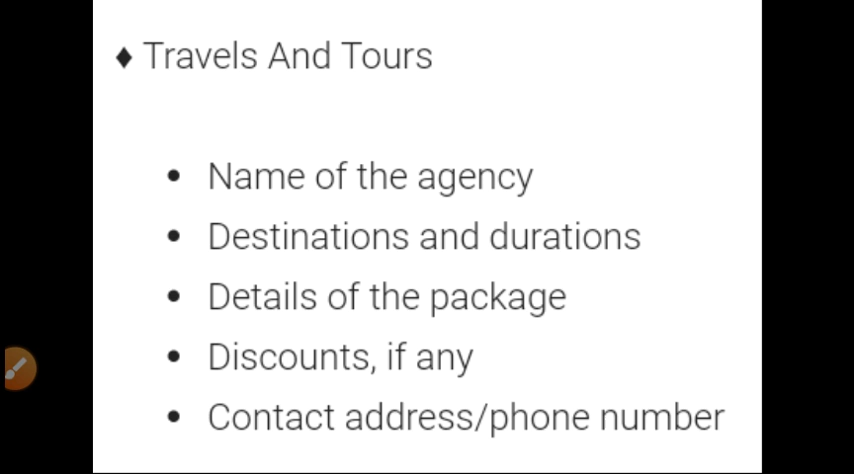 ♦ Travels And Tours
• Name of the agency
• Destinations and durations
• Details of the package
• Discounts, if any
• Contact address/phone number